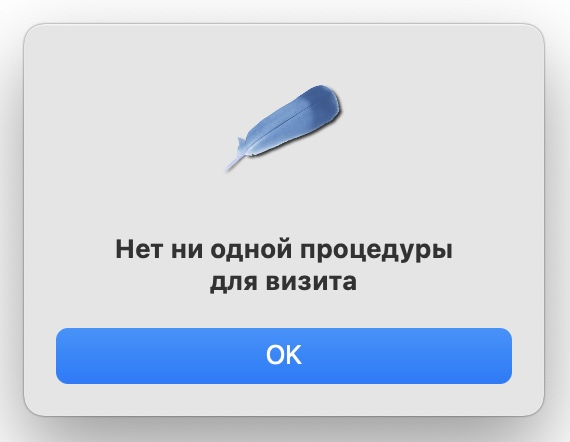 Нет ни одной процедуры
для визита
OK